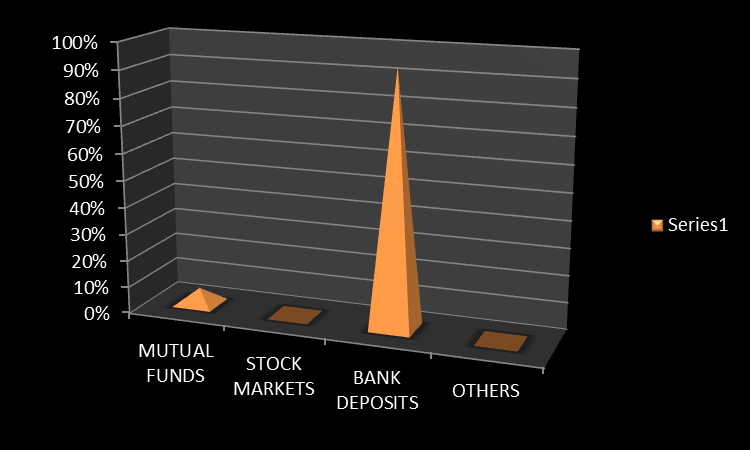 100%
90%
80%
70%
60%
50%
40%
30%
20%
10%
0%
MUTUAL
FUNDS
STOCK
MARKETS
BANK
DEPOSITS
OTHERS
Series1